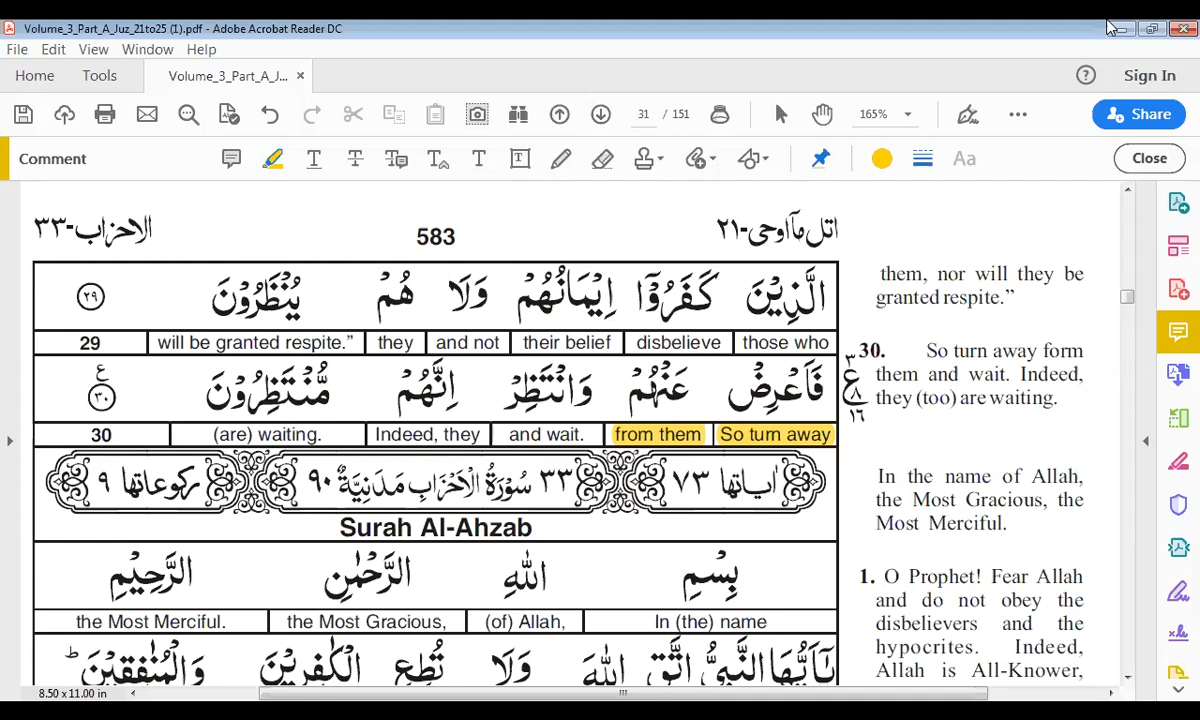 Volume_3_Part_A_Juz_21to25 (1).pdf - Adobe Acrobat Reader DC
File Edit View Window Help
Home Tools Volume_3_Part_A_J... × Sign In
31 / 151 165% Share
Comment Aa Close
اتل مآ اوحی-٢١ 583 الاحزاب-٣٣
الَّذِيْنَ كَفَرُوْۤا اِيْمَانُهُمْ وَلَا هُمْ يُنْظَرُوْنَ ٢٩
29 will be granted respite.” they and not their belief disbelieve those who
فَاَعْرِضْ عَنْهُمْ وَانْتَظِرْ اِنَّهُمْ مُّنْتَظِرُوْنَ ٣٠ ع
30 (are) waiting. Indeed, they and wait. from them So turn away
٣ ع ٨ ١٦
اٰياتها ٧٣ ٣٣ سُوْرَةُ الْاَحْزَابِ مَدَنِيَّةٌ ٩٠ ركوعاتها ٩
Surah Al-Ahzab
بِسْمِ اللّٰهِ الرَّحْمٰنِ الرَّحِيْمِ
the Most Merciful. the Most Gracious, (of) Allah, In (the) name
يٰۤاَيُّهَا النَّبِيُّ اتَّقِ اللّٰهَ وَلَا تُطِعِ الْكٰفِرِيْنَ وَالْمُنٰفِقِيْنَ ؕ
them, nor will they be
granted respite.”
30. So turn away form
them and wait. Indeed,
they (too) are waiting.
In the name of Allah,
the Most Gracious, the
Most Merciful.
1. O Prophet! Fear Allah
and do not obey the
disbelievers and the
hypocrites. Indeed,
Allah is All-Knower,
8.50 x 11.00 in